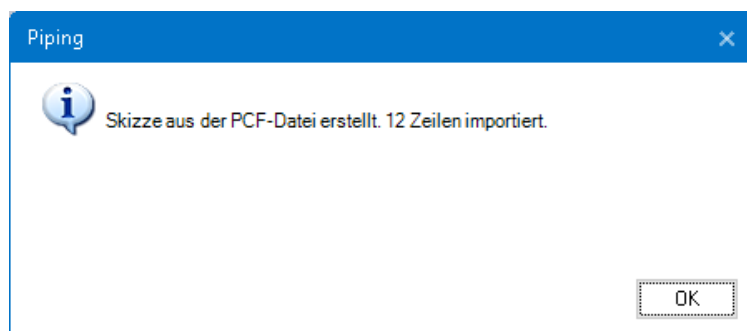 Piping
Skizze aus der PCF-Datei erstellt. 12 Zeilen importiert.
OK